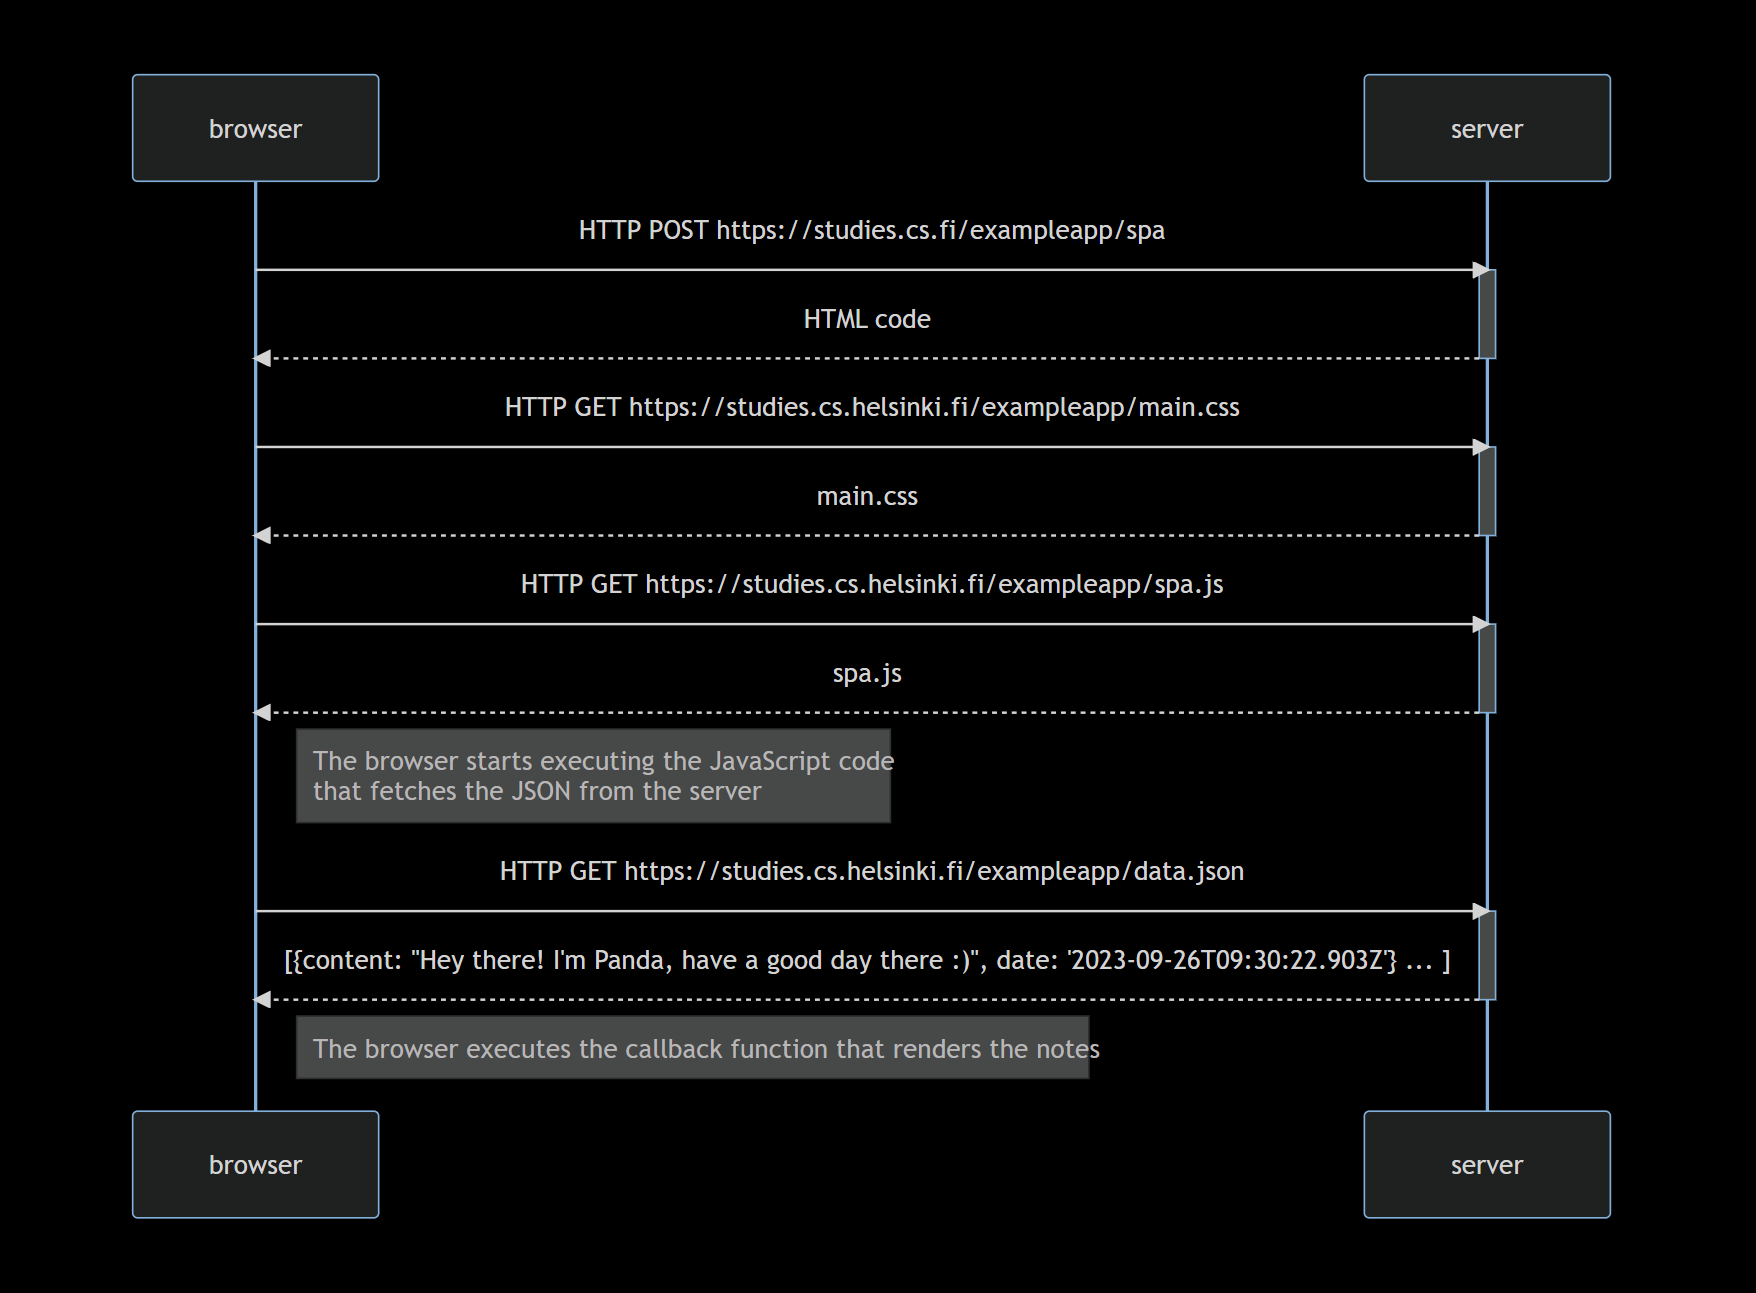 browser
server
HTTP POST https://studies.cs.fi/exampleapp/spa
HTML code
HTTP GET https://studies.cs.helsinki.fi/exampleapp/main.css
main.css
HTTP GET https://studies.cs.helsinki.fi/exampleapp/spa.js
spa.js
The browser starts executing the JavaScript code
that fetches the JSON from the server
HTTP GET https://studies.cs.helsinki.fi/exampleapp/data.json
[{content: "Hey there! I'm Panda, have a good day there :)", date: '2023-09-26T09:30:22.903Z'} ... ]
The browser executes the callback function that renders the notes
browser
server